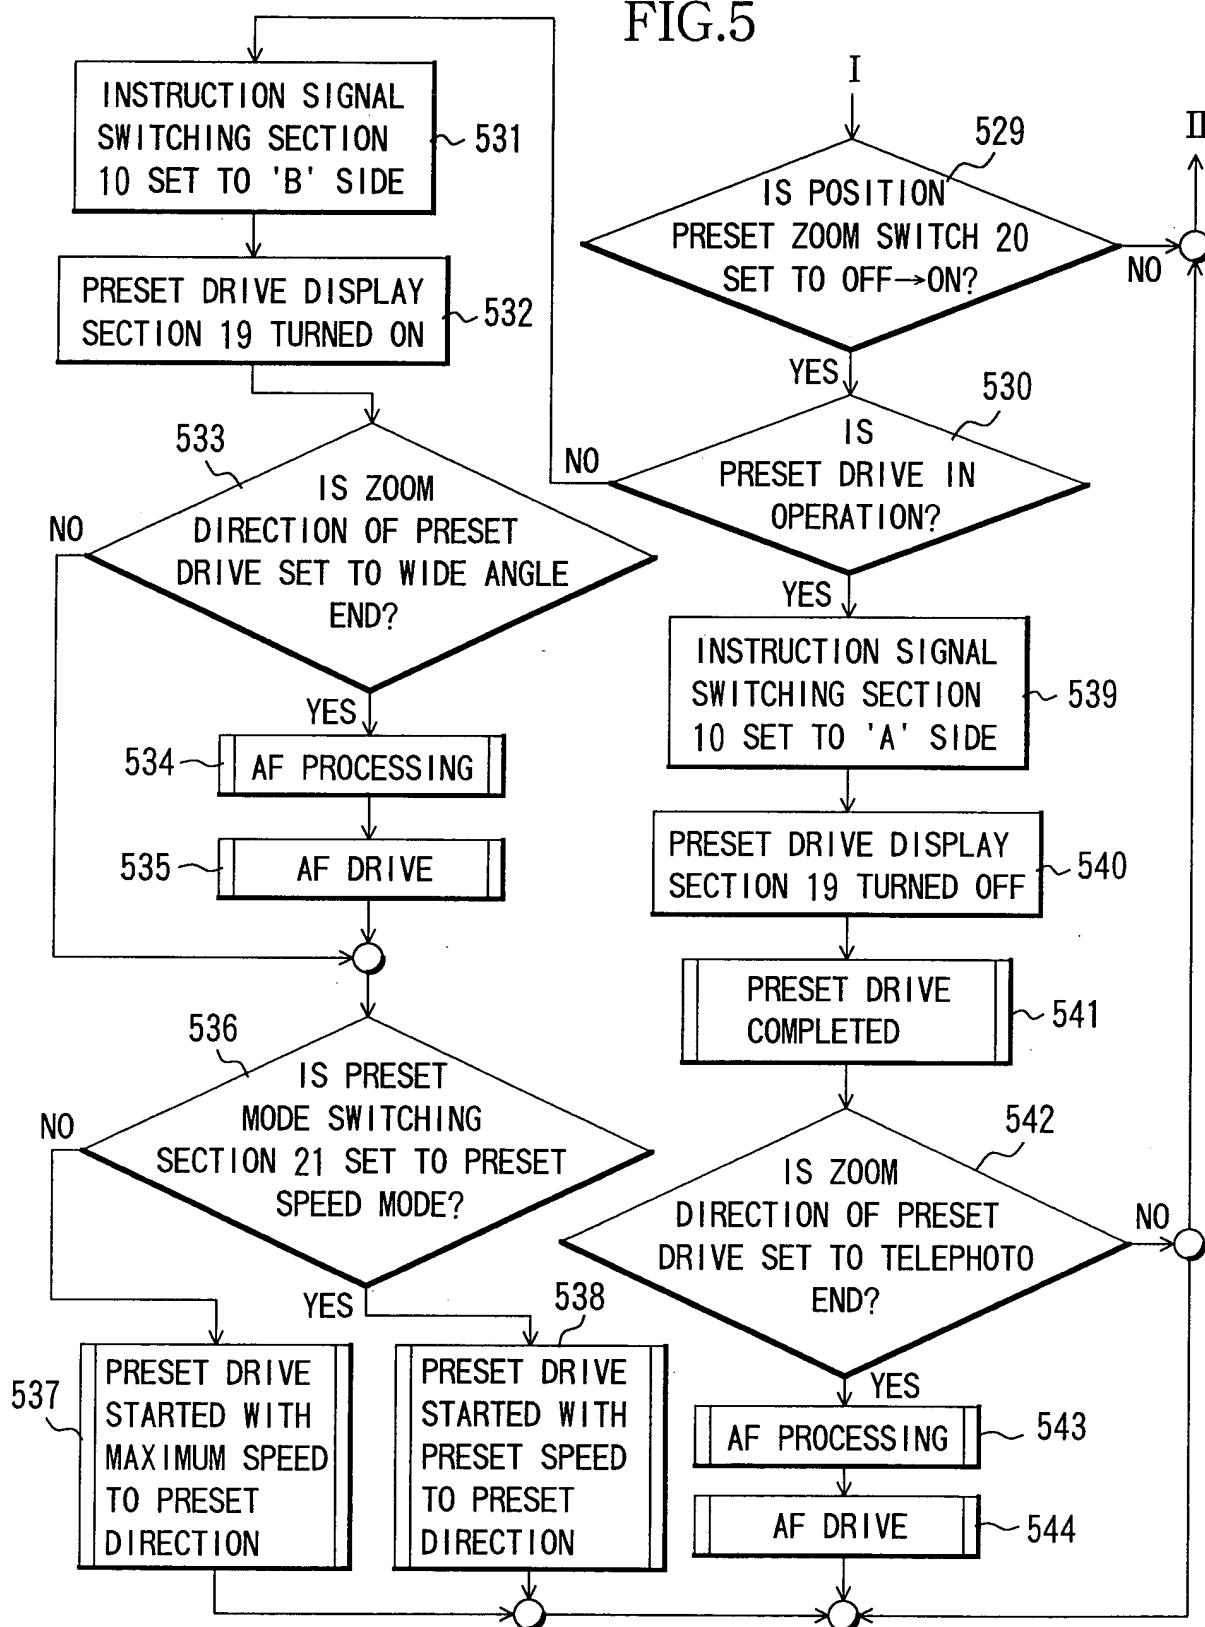 FIG.5
I
II
529
IS POSITION
PRESET ZOOM SWITCH 20
SET TO OFF→ON?
NO
YES
530
IS
PRESET DRIVE IN
OPERATION?
NO
YES
INSTRUCTION SIGNAL
SWITCHING SECTION
10 SET TO 'B' SIDE
531
PRESET DRIVE DISPLAY
SECTION 19 TURNED ON
532
533
IS ZOOM
DIRECTION OF PRESET
DRIVE SET TO WIDE ANGLE
END?
NO
YES
534
AF PROCESSING
535
AF DRIVE
536
IS PRESET
MODE SWITCHING
SECTION 21 SET TO PRESET
SPEED MODE?
NO
YES
537
PRESET DRIVE
STARTED WITH
MAXIMUM SPEED
TO PRESET
DIRECTION
538
PRESET DRIVE
STARTED WITH
PRESET SPEED
TO PRESET
DIRECTION
INSTRUCTION SIGNAL
SWITCHING SECTION
10 SET TO 'A' SIDE
539
PRESET DRIVE DISPLAY
SECTION 19 TURNED OFF
540
PRESET DRIVE
COMPLETED
541
542
IS ZOOM
DIRECTION OF PRESET
DRIVE SET TO TELEPHOTO
END?
NO
YES
AF PROCESSING
543
AF DRIVE
544